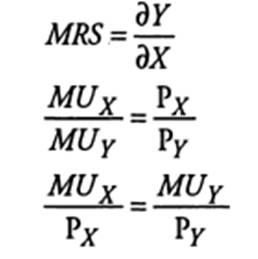 MRS = ∂Y/∂X
MU_X/MU_Y = P_X/P_Y
MU_X/P_X = MU_Y/P_Y